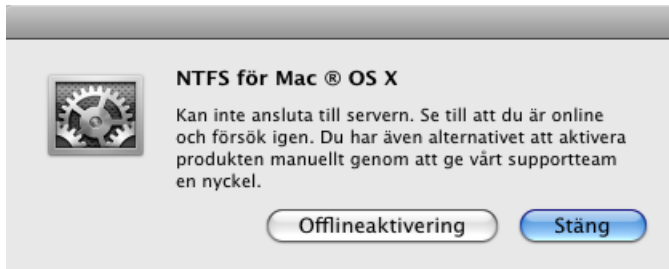 NTFS för Mac ® OS X
Kan inte ansluta till servern. Se till att du är online
och försök igen. Du har även alternativet att aktivera
produkten manuellt genom att ge vårt supportteam
en nyckel.
Offlineaktivering
Stäng